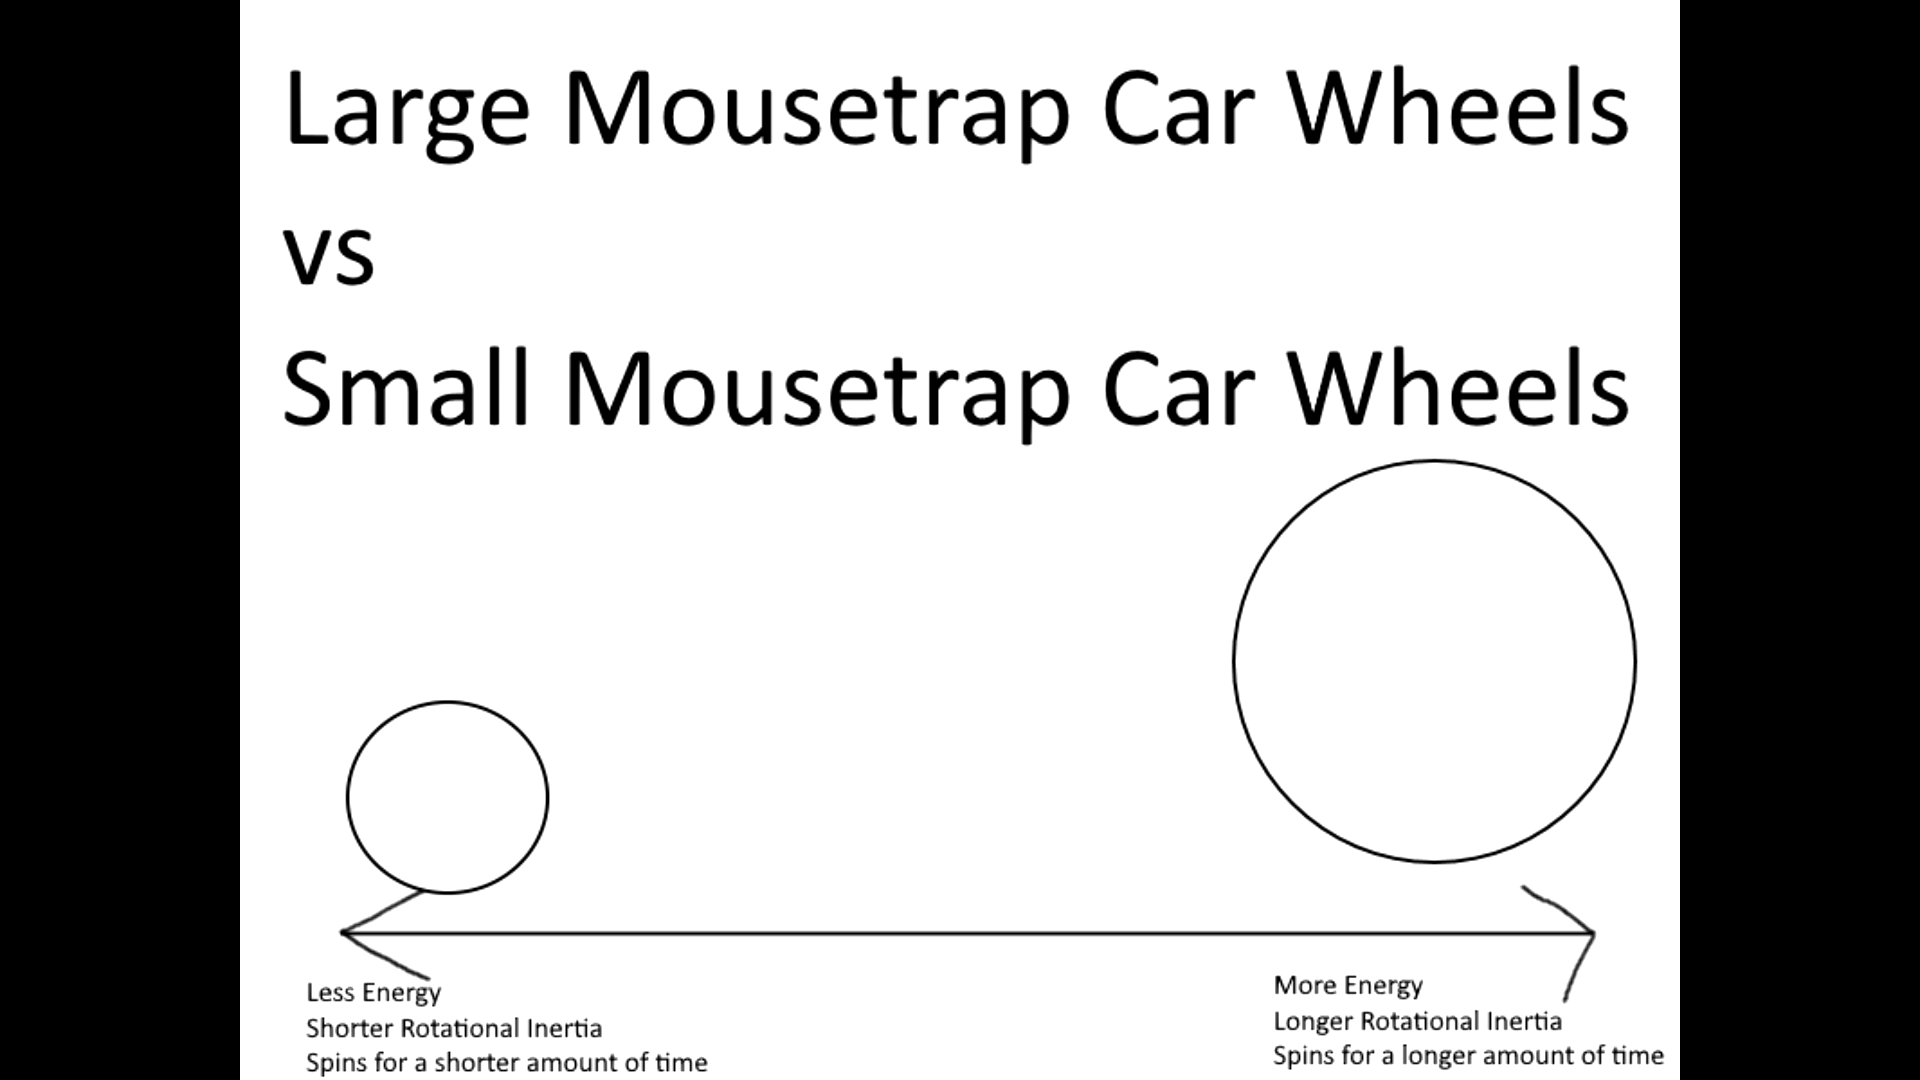 Large Mousetrap Car Wheels
vs
Small Mousetrap Car Wheels
Less Energy
Shorter Rotational Inertia
Spins for a shorter amount of time
More Energy
Longer Rotational Inertia
Spins for a longer amount of time